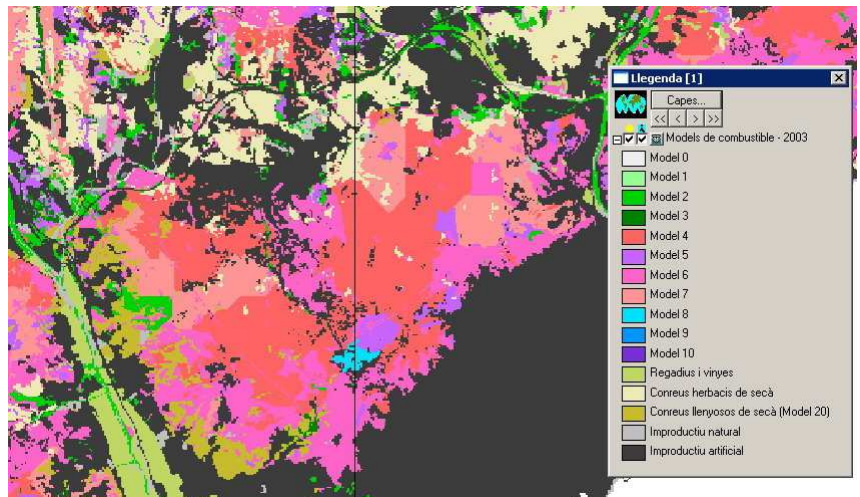 Llegenda [1]
Capes...
<< < > >>
Models de combustible - 2003
Model 0
Model 1
Model 2
Model 3
Model 4
Model 5
Model 6
Model 7
Model 8
Model 9
Model 10
Regadius i vinyes
Conreus herbacis de secà
Conreus llenyosos de secà (Model 20)
Improductiu natural
Improductiu artificial